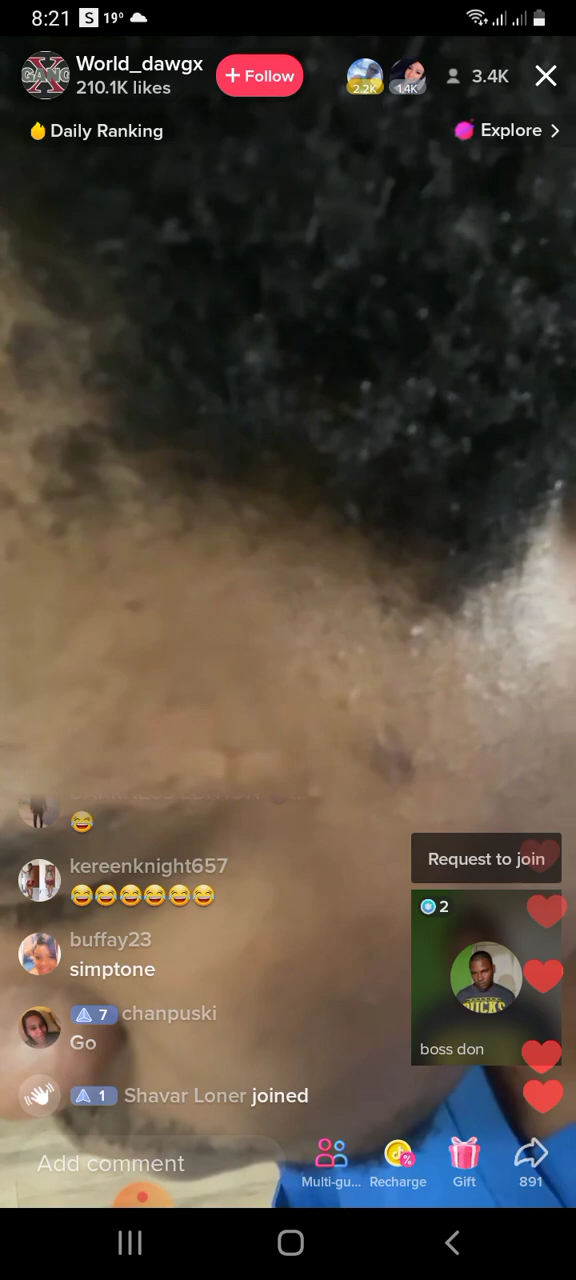 8:21 S 19°
World_dawgx
210.1K likes
+ Follow
2.2K
1.4K
3.4K
Daily Ranking
Explore
😂
kereenknight657
😂😂😂😂😂😂
buffay23
simptone
7 chanpuski
Go
1 Shavar Loner joined
Request to join
2
boss don
Add comment
Multi-gu...
Recharge
Gift
891